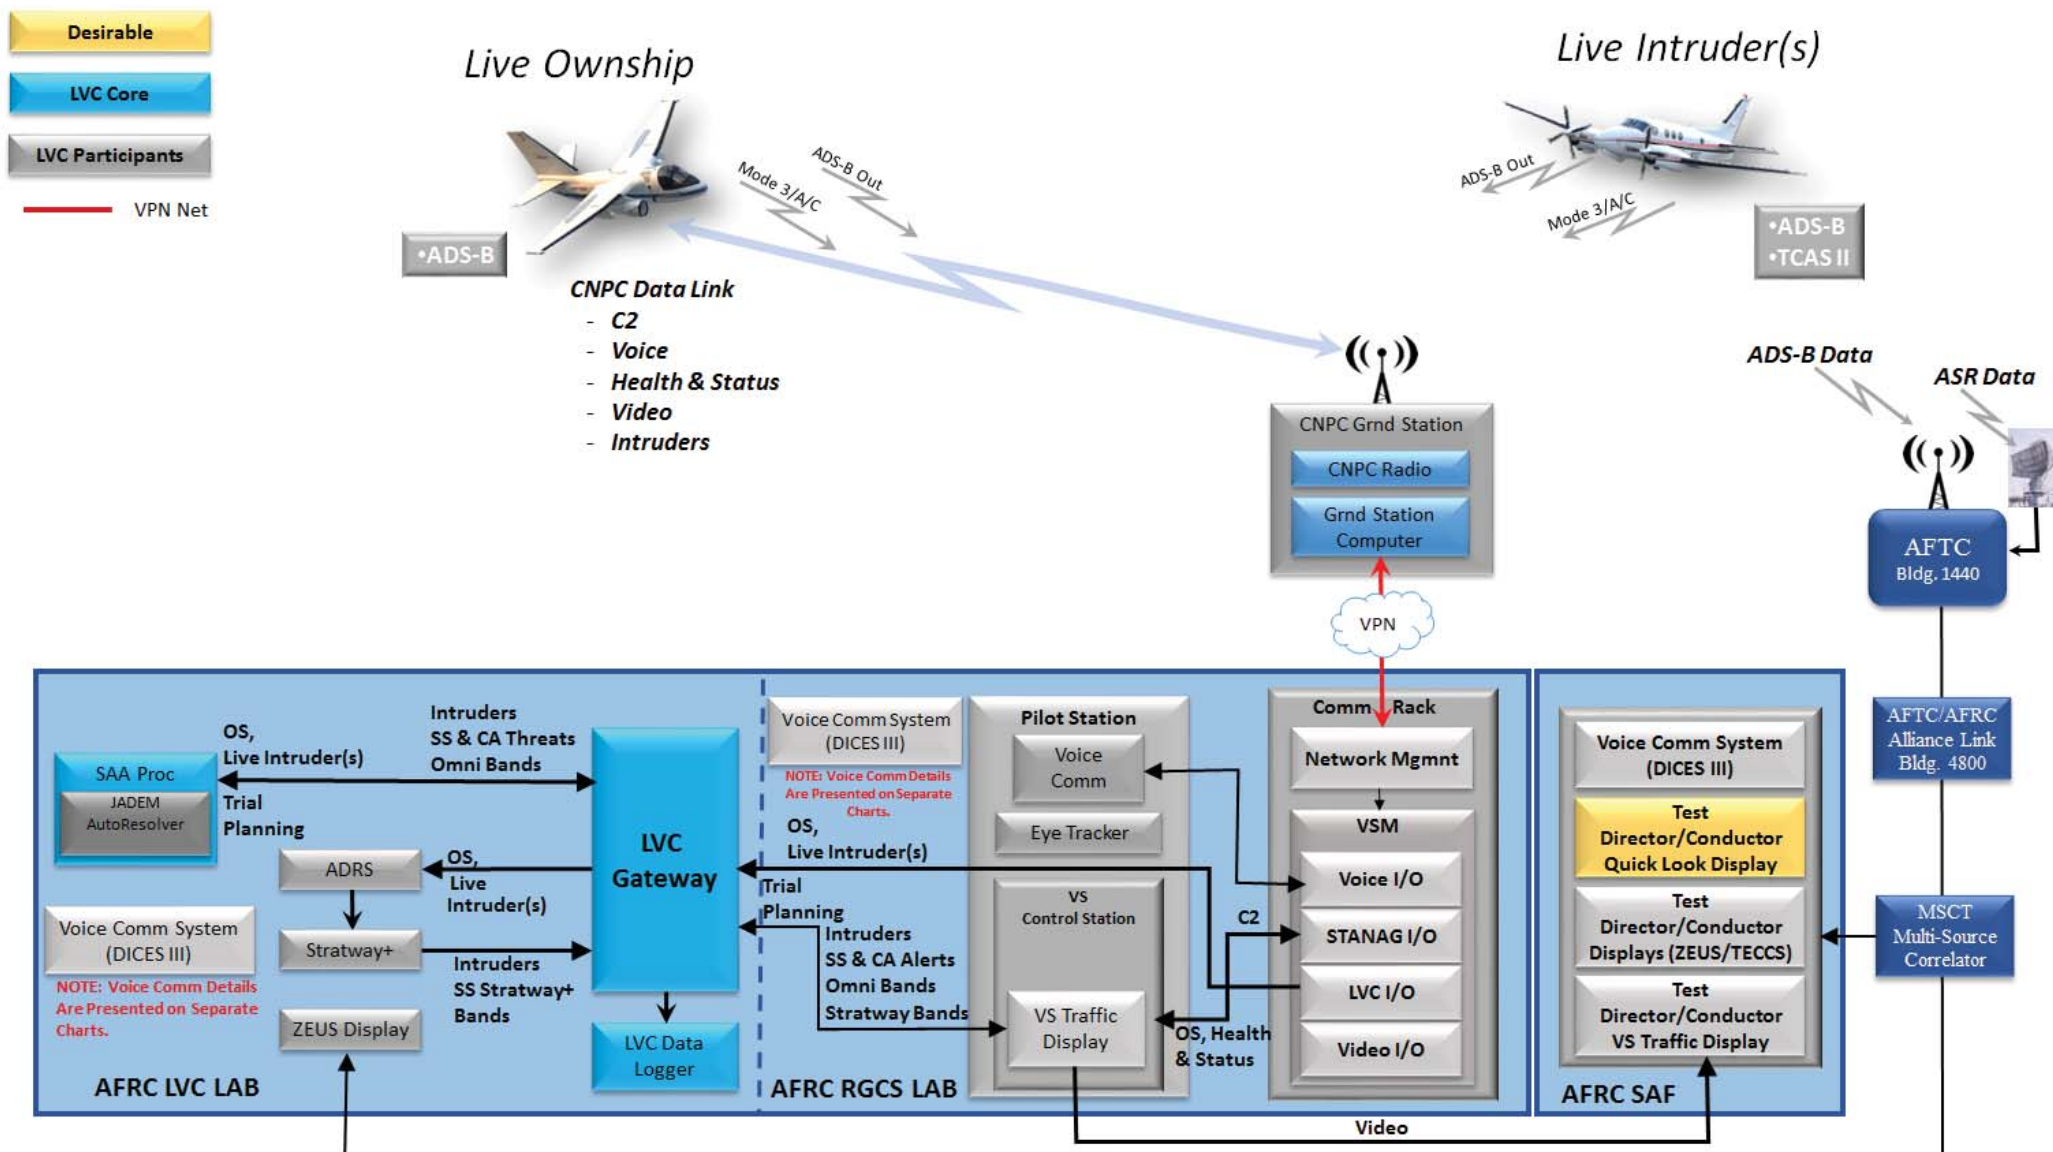 Desirable
LVC Core
LVC Participants
VPN Net
Live Ownship
Live Intruder(s)
Mode 3/A/C
ADS-B Out
ADS-B Out
Mode 3/A/C
•ADS-B
•ADS-B
•TCAS II
CNPC Data Link
- C2
- Voice
- Health & Status
- Video
- Intruders
ADS-B Data
ASR Data
CNPC Grnd Station
CNPC Radio
Grnd Station
Computer
VPN
AFTC
Bldg. 1440
AFTC/AFRC
Alliance Link
Bldg. 4800
MSCT
Multi-Source
Correlator
SAA Proc
JADEM
AutoResolver
OS,
Live Intruder(s)
Trial
Planning
Intruders
SS & CA Threats
Omni Bands
ADRS
OS,
Live
Intruder(s)
Voice Comm System
(DICES III)
NOTE: Voice Comm Details
Are Presented on Separate
Charts.
Stratway+
Intruders
SS Stratway+
Bands
ZEUS Display
LVC
Gateway
LVC Data
Logger
AFRC LVC LAB
Voice Comm System
(DICES III)
NOTE: Voice Comm Details
Are Presented on Separate
Charts.
OS,
Live Intruder(s)
Trial
Planning
Intruders
SS & CA Alerts
Omni Bands
Stratway Bands
AFRC RGCS LAB
Pilot Station
Voice
Comm
Eye Tracker
VS
Control Station
VS Traffic
Display
C2
OS, Health
& Status
Comm Rack
Network Mgmnt
VSM
Voice I/O
STANAG I/O
LVC I/O
Video I/O
Voice Comm System
(DICES III)
Test
Director/Conductor
Quick Look Display
Test
Director/Conductor
Displays (ZEUS/TECCS)
Test
Director/Conductor
VS Traffic Display
AFRC SAF
Video